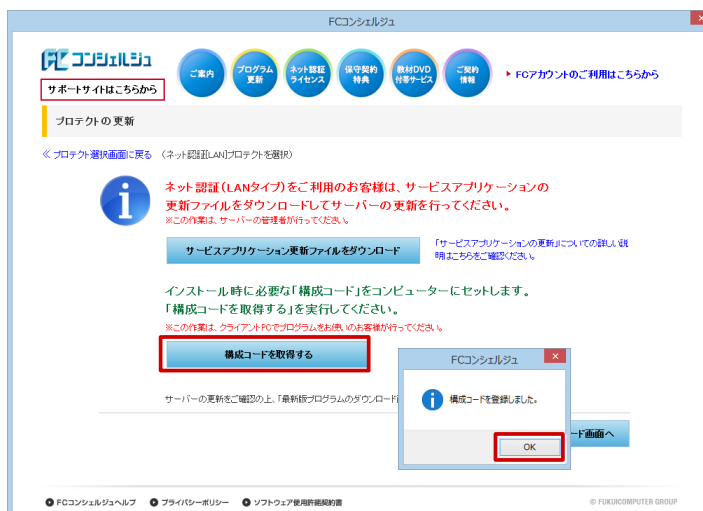 FCコンシェルジュ
FC コンシェルジュ
サポートサイトはこちらから
ご案内
プログラム
更新
ネット認証
ライセンス
保守契約
特典
教材DVD
付帯サービス
ご契約
情報
FCアカウントのご利用はこちらから
プロテクトの更新
≪ プロテクト選択画面に戻る (ネット認証[LAN]プロテクトを選択)
ネット認証(LANタイプ)をご利用のお客様は、サービスアプリケーションの
更新ファイルをダウンロードしてサーバーの更新を行ってください。
※この作業は、サーバーの管理者が行ってください。
サービスアプリケーション更新ファイルをダウンロード
「サービスアプリケーションの更新」についての詳しい説
明はこちらをご確認ください。
インストール時に必要な「構成コード」をコンピューターにセットします。
「構成コードを取得する」を実行してください。
※この作業は、クライアントPCでプログラムをお使いのお客様が行ってください。
構成コードを取得する
FCコンシェルジュ
構成コードを登録しました。
OK
サーバーの更新をご確認の上、「最新版プログラムのダウンロード
ード画面へ
FCコンシェルジュヘルプ プライバシーポリシー ソフトウェア使用許諾契約書
© FUKUICOMPUTER GROUP